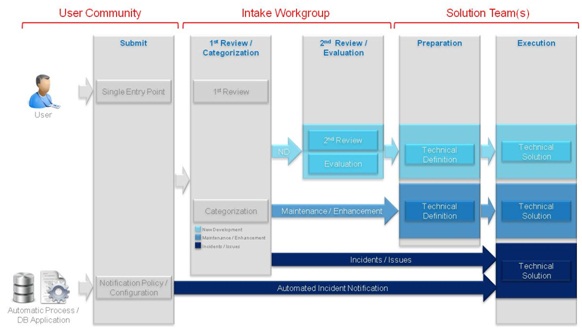 User Community
Intake Workgroup
Solution Team(s)
Submit
1st Review /
Categorization
2nd Review /
Evaluation
Preparation
Execution
User
Single Entry Point
1st Review
ND
2nd Review
Evaluation
Technical
Definition
Technical
Solution
Categorization
Maintenance / Enhancement
Technical
Definition
Technical
Solution
New Development
Maintenance / Enhancement
Incidents / Issues
Incidents / Issues
Technical
Solution
Automatic Process /
DB Application
Notification Policy /
Configuration
Automated Incident Notification